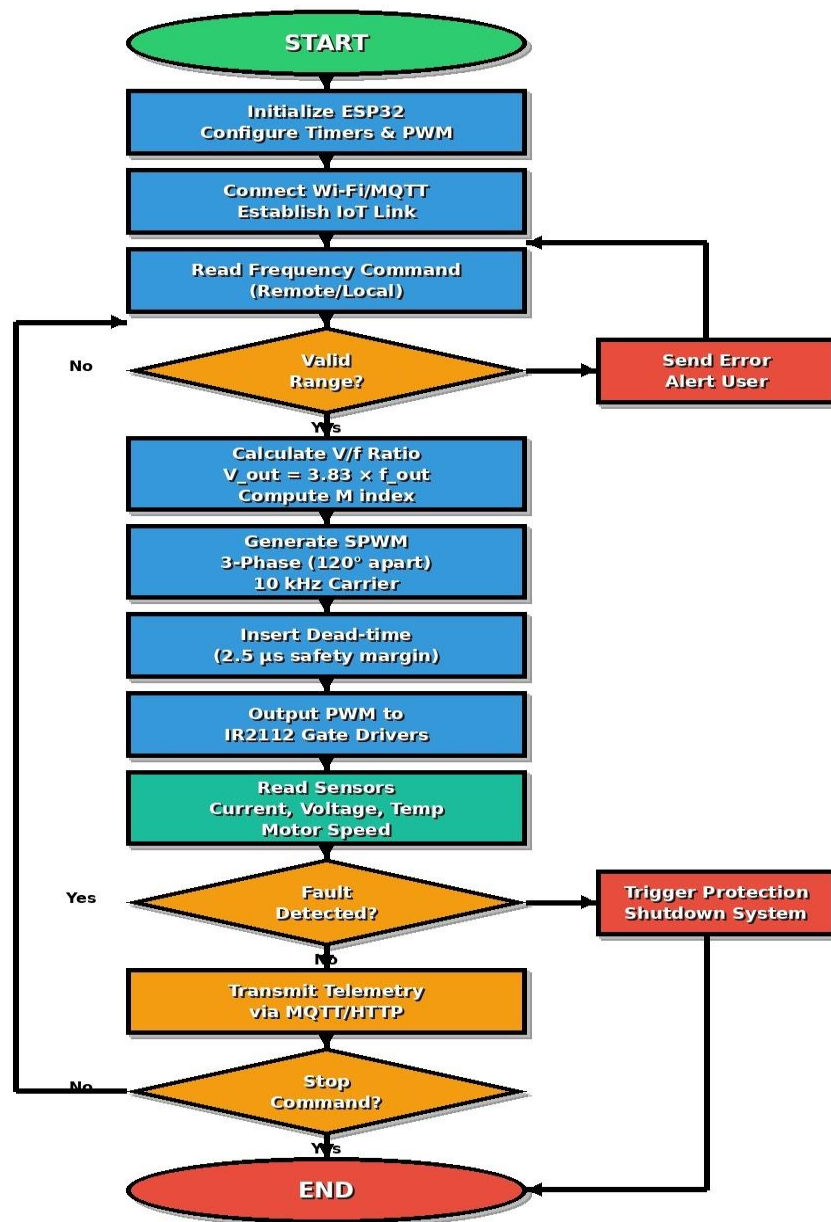 START
Initialize ESP32
Configure Timers & PWM
Connect Wi-Fi/MQTT
Establish IoT Link
Read Frequency Command
(Remote/Local)
No
Valid
Range?
Send Error
Alert User
Yes
Calculate V/f Ratio
V_out = 3.83 × f_out
Compute M index
Generate SPWM
3-Phase (120° apart)
10 kHz Carrier
Insert Dead-time
(2.5 μs safety margin)
Output PWM to
IR2112 Gate Drivers
Read Sensors
Current, Voltage, Temp
Motor Speed
Yes
Fault
Detected?
Trigger Protection
Shutdown System
No
Transmit Telemetry
via MQTT/HTTP
No
Stop
Command?
Yes
END